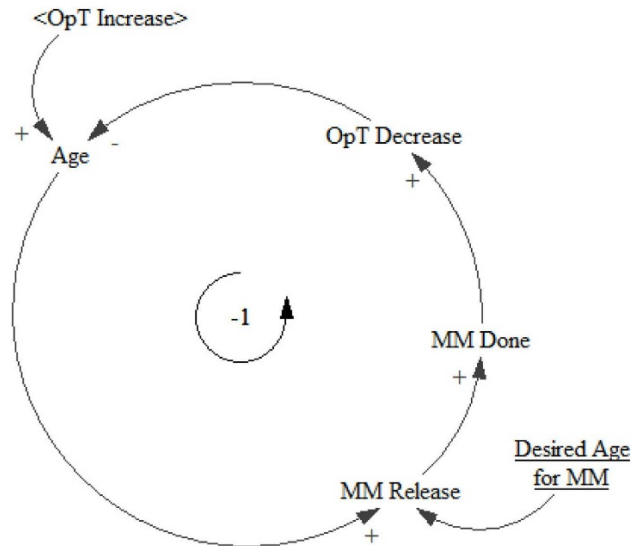 <OpT Increase>
+
Age
-
OpT Decrease
+
-1
MM Done
+
Desired Age
for MM
MM Release
+